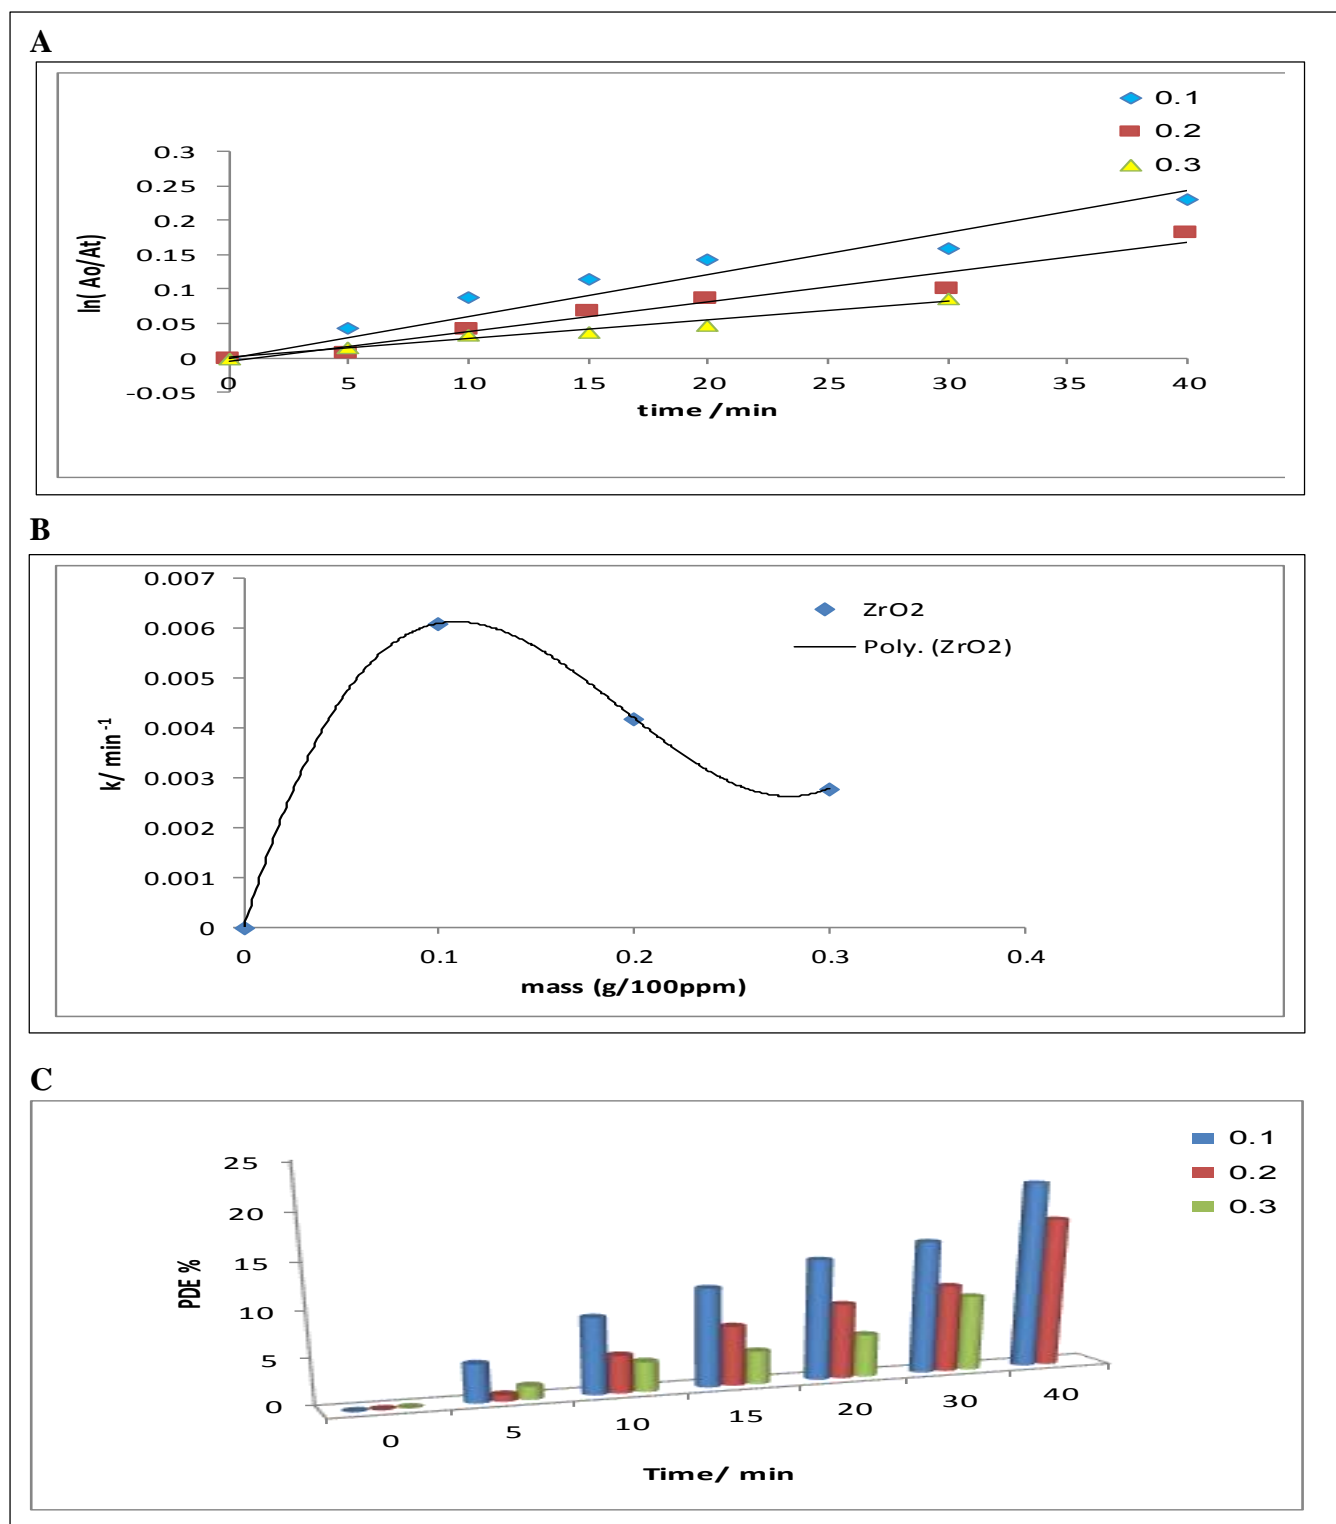 A
0.1
0.2
0.3
0.3
0.25
0.2
0.15
0.1
0.05
0
-0.05
ln( Ao/At)
0 5 10 15 20 25 30 35 40
time /min
B
0.007
0.006
0.005
0.004
0.003
0.002
0.001
0
k/ min -1
ZrO2
Poly. (ZrO2)
0 0.1 0.2 0.3 0.4
mass (g/100ppm)
C
0.1
0.2
0.3
25
20
15
10
5
0
PDE %
0 5 10 15 20 30 40
Time/ min